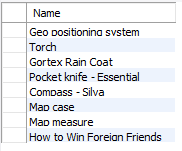 Name
Geo positioning system
Torch
Gortex Rain Coat
Pocket knife - Essential
Compass - Silva
Map case
Map measure
How to Win Foreign Friends